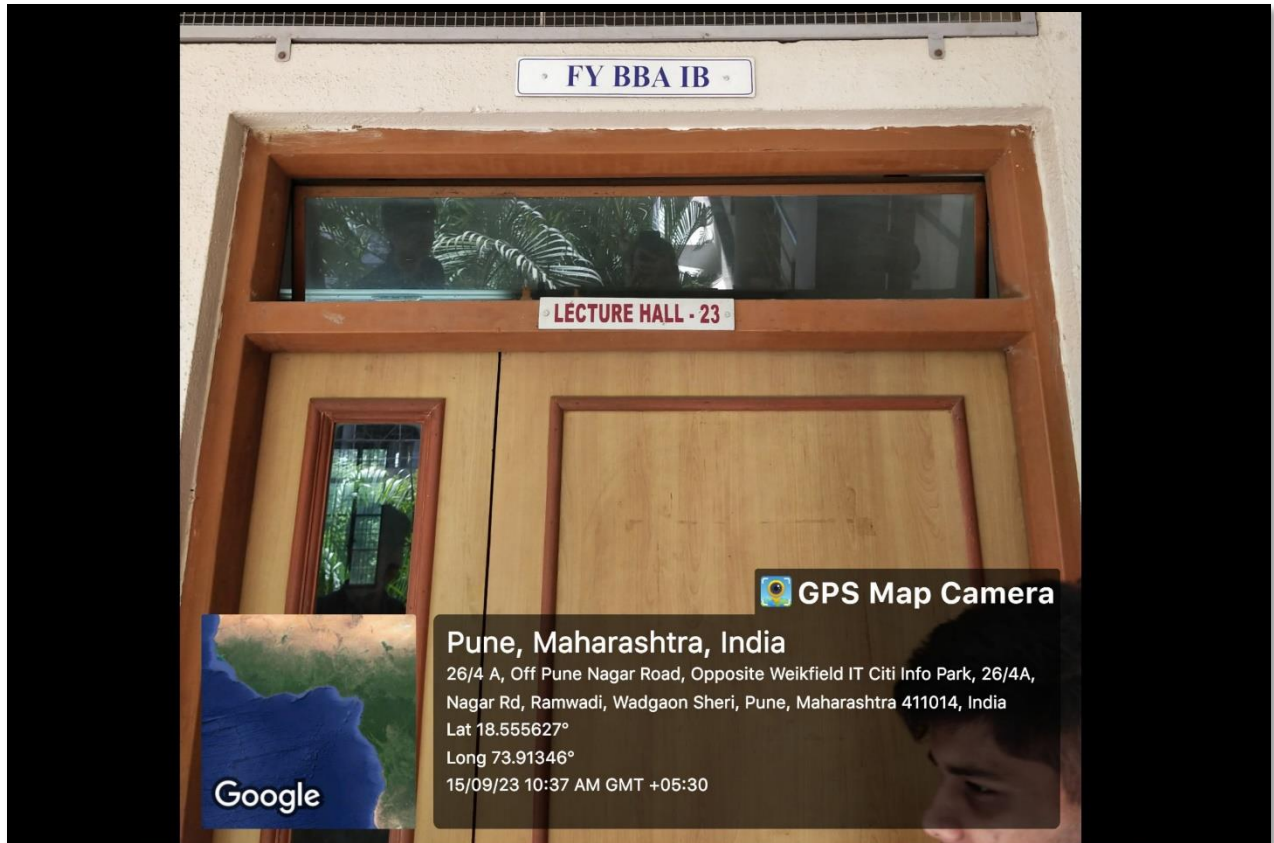 FY BBA IB
LECTURE HALL - 23
GPS Map Camera
Pune, Maharashtra, India
26/4 A, Off Pune Nagar Road, Opposite Weikfield IT Citi Info Park, 26/4A,
Nagar Rd, Ramwadi, Wadgaon Sheri, Pune, Maharashtra 411014, India
Lat 18.555627°
Long 73.91346°
15/09/23 10:37 AM GMT +05:30
Google